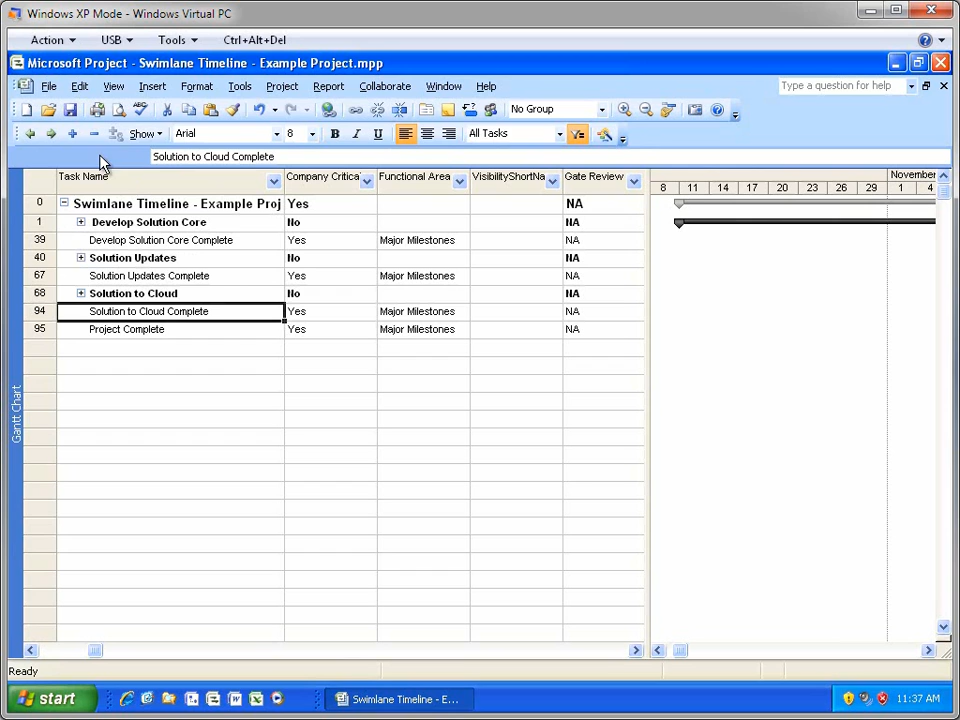 Windows XP Mode - Windows Virtual PC
Action USB Tools Ctrl+Alt+Del
Microsoft Project - Swimlane Timeline - Example Project.mpp
File Edit View Insert Format Tools Project Report Collaborate Window Help Type a question for help
No Group
Show Arial 8 B I U All Tasks
Solution to Cloud Complete
Task Name Company Critica Functional Area VisibilityShortNa Gate Review November
8 11 14 17 20 23 26 29 1 4
0 Swimlane Timeline - Example Proj Yes NA
1 Develop Solution Core No NA
39 Develop Solution Core Complete Yes Major Milestones NA
40 Solution Updates No NA
67 Solution Updates Complete Yes Major Milestones NA
68 Solution to Cloud No NA
94 Solution to Cloud Complete Yes Major Milestones NA
95 Project Complete Yes Major Milestones NA
Gantt Chart
Ready
start Swimlane Timeline - E... 11:37 AM